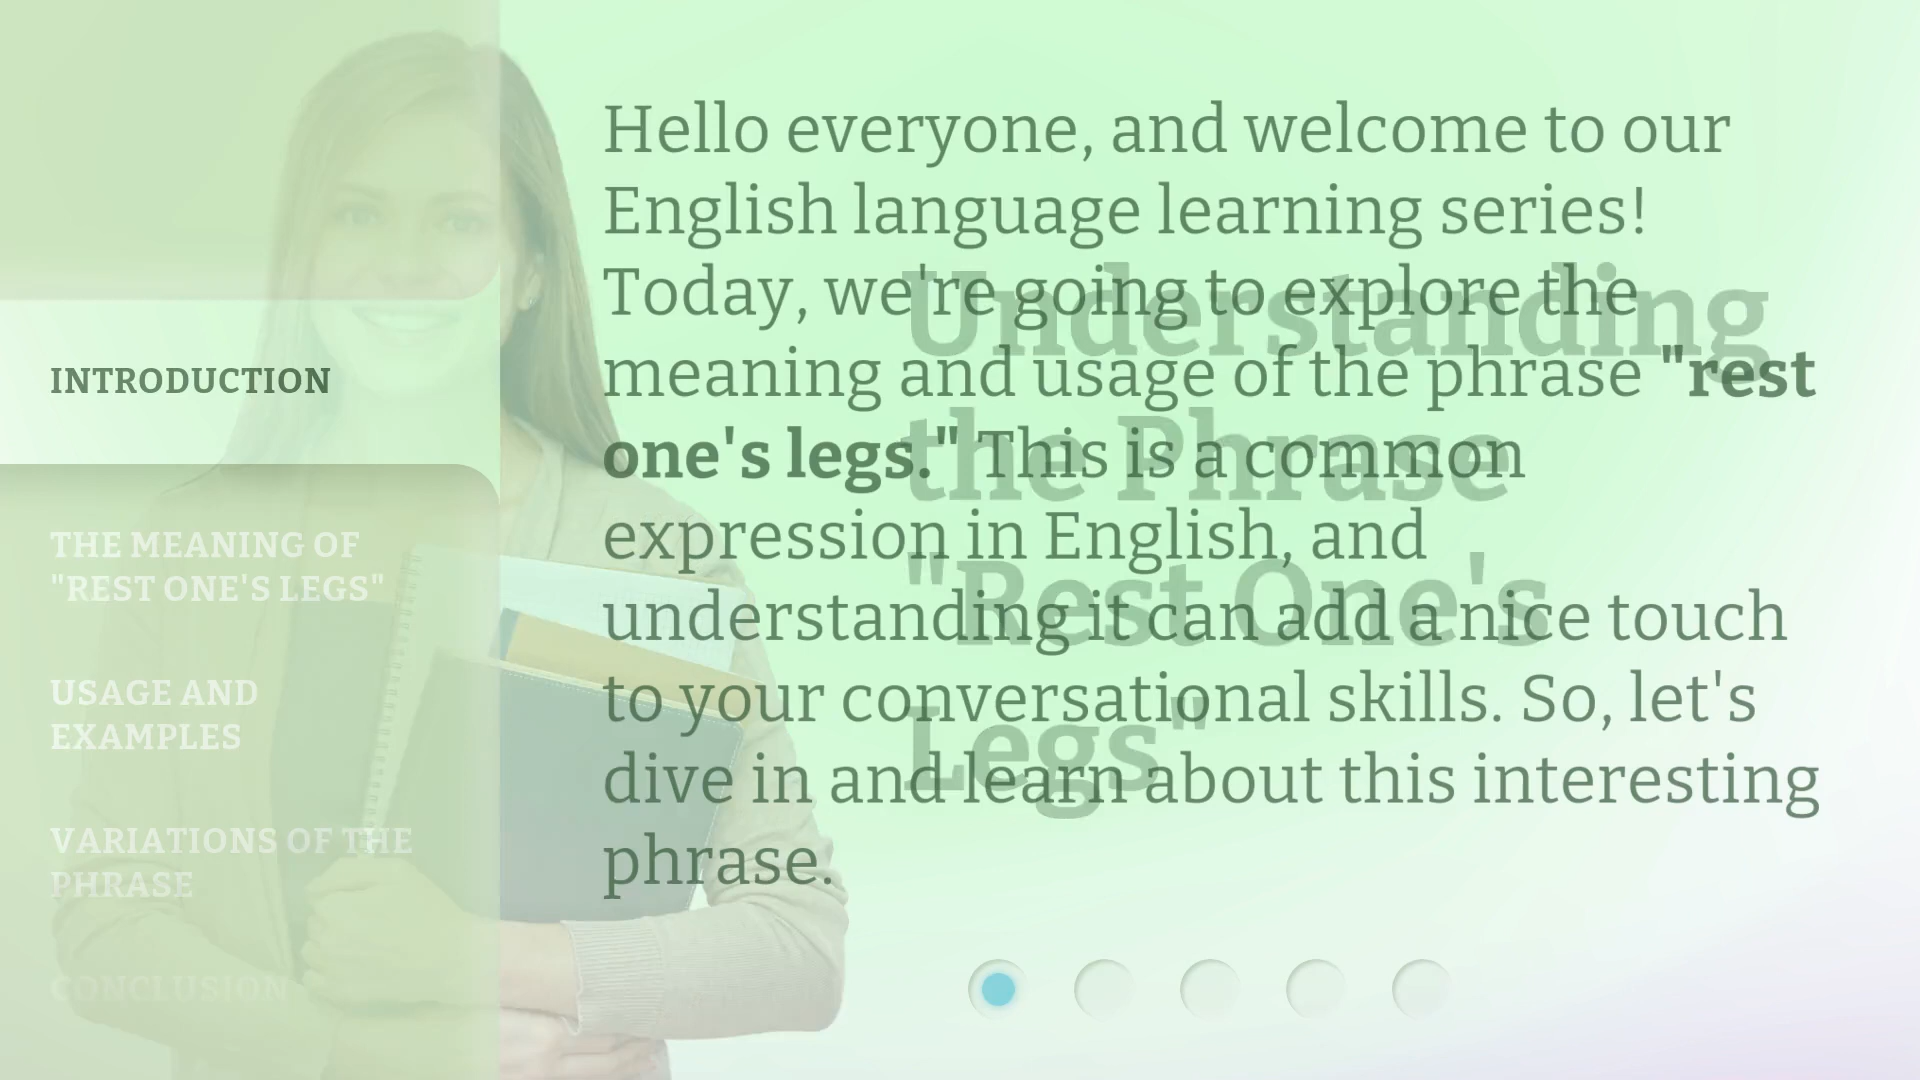 INTRODUCTION
THE MEANING OF
"REST ONE'S LEGS"
USAGE AND
EXAMPLES
VARIATIONS OF THE
PHRASE
CONCLUSION
Hello everyone, and welcome to our
English language learning series!
Today, we're going to explore the
meaning and usage of the phrase "rest
one's legs." This is a common
expression in English, and
understanding it can add a nice touch
to your conversational skills. So, let's
dive in and learn about this interesting
phrase.
Understanding
the Phrase
"Rest One's
Legs"